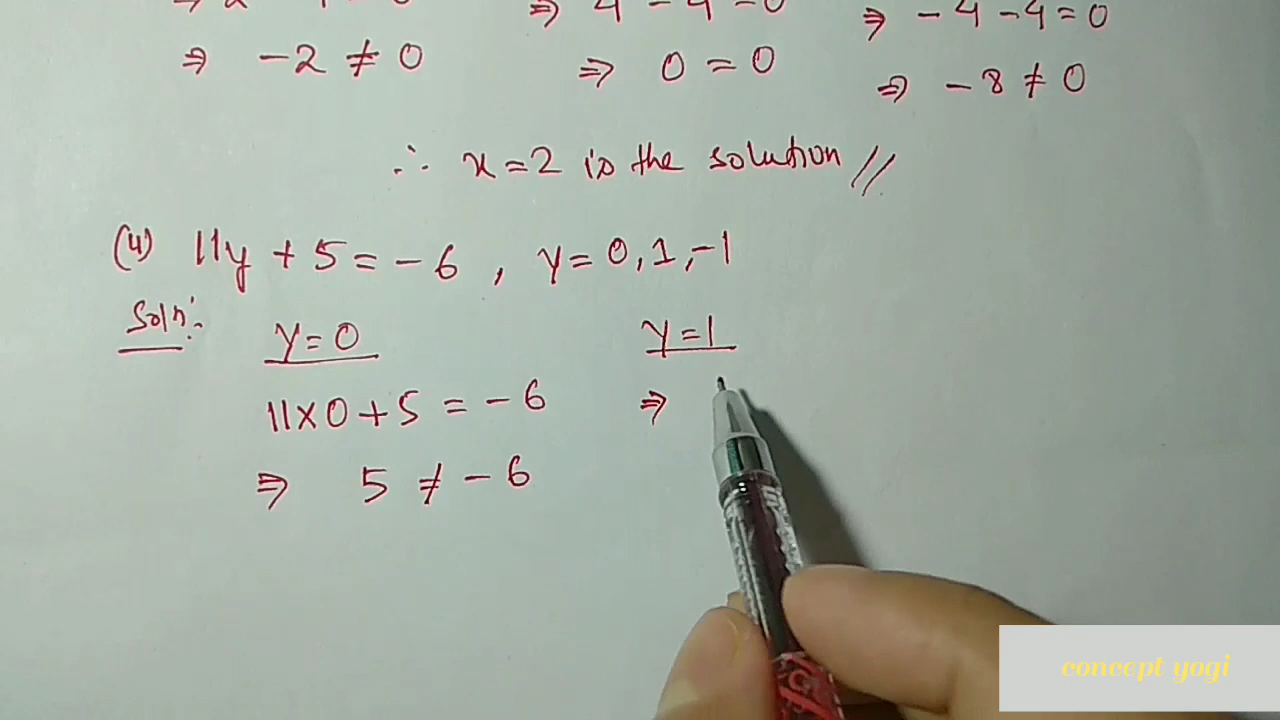 4 - 4 = 0
⇒ - 4 - 4 = 0
⇒ -2 ≠ 0
⇒ 0 = 0
⇒ - 8 ≠ 0
∴ x = 2 is the solution //
(4) 11y + 5 = - 6 , y = 0, 1, -1
Soln:
y = 0
y = 1
11 × 0 + 5 = - 6
⇒
⇒ 5 ≠ - 6
concept yogi